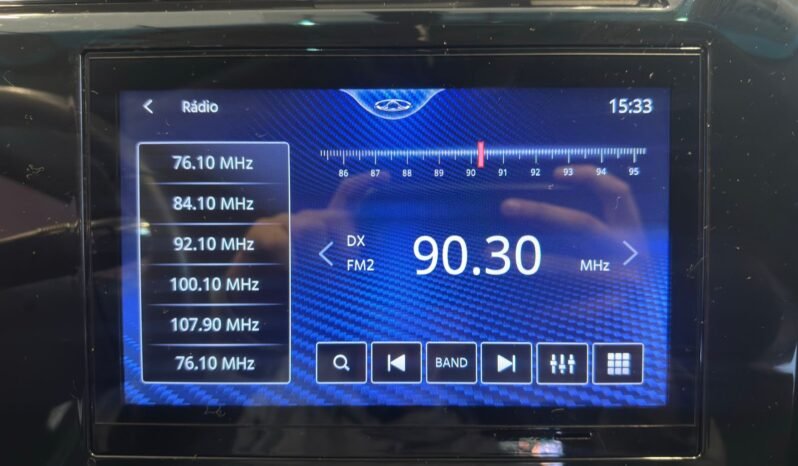 Rádio
15:33
76.10 MHz
84.10 MHz
92.10 MHz
100.10 MHz
107.90 MHz
76.10 MHz
86 87 88 89 90 91 92 93 94 95
DX
FM2
90.30 MHz
BAND